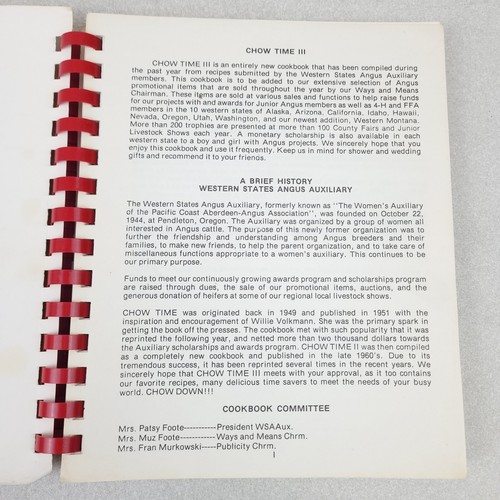 CHOW TIME III
CHOW TIME III is an entirely new cookbook that has been compiled during
the past year from recipes submitted by the Western States Angus Auxiliary
members. This cookbook is to be added to our extensive selection of Angus
promotional items that are sold throughout the year by our Ways and Means
Chairman. These items are sold at various sales and functions to help raise funds
for our projects with and awards for Junior Angus members as well as 4-H and FFA
members in the 10 western states of Alaska, Arizona, California, Idaho, Hawaii,
Nevada, Oregon, Utah, Washington, and our newest addition, Western Montana.
More than 200 trophies are presented at more than 100 County Fairs and Junior
Livestock Shows each year. A monetary scholarship is also available in each
western state to a boy and girl with Angus projects. We sincerely hope that you
enjoy this cookbook and use it frequently. Keep us in mind for shower and wedding
gifts and recommend it to your friends.
A BRIEF HISTORY
WESTERN STATES ANGUS AUXILIARY
The Western States Angus Auxiliary, formerly known as "The Women's Auxiliary
of the Pacific Coast Aberdeen-Angus Association", was founded on October 22,
1944, at Pendleton, Oregon. The Auxiliary was organized by a group of women all
interested in Angus cattle. The purpose of this newly former organization was to
further the friendship and understanding among Angus breeders and their
families, to make new friends, to help the parent organization, and to take care of
miscellaneous functions appropriate to a women's auxiliary. This continues to be
our primary purpose.
Funds to meet our continuously growing awards program and scholarships program
are raised through dues, the sale of our promotional items, auctions, and the
generous donation of heifers at some of our regional local livestock shows.
CHOW TIME was originated back in 1949 and published in 1951 with the
inspiration and encouragement of Willie Volkmann. She was the primary spark in
getting the book off the presses. The cookbook met with such popularity that it was
reprinted the following year, and netted more than two thousand dollars towards
the Auxiliary scholarships and awards program. CHOW TIME II was then compiled
as a completely new cookbook and published in the late 1960's. Due to its
tremendous success, it has been reprinted several times in the recent years. We
sincerely hope that CHOW TIME III meets with your approval, as it too contains
our favorite recipes, many delicious time savers to meet the needs of your busy
world. CHOW DOWN!!!
COOKBOOK COMMITTEE
Mrs. Patsy Foote-----------President WSAAux.
Mrs. Muz Foote------------Ways and Means Chrm.
Mrs. Fran Murkowski-----Publicity Chrm.
I